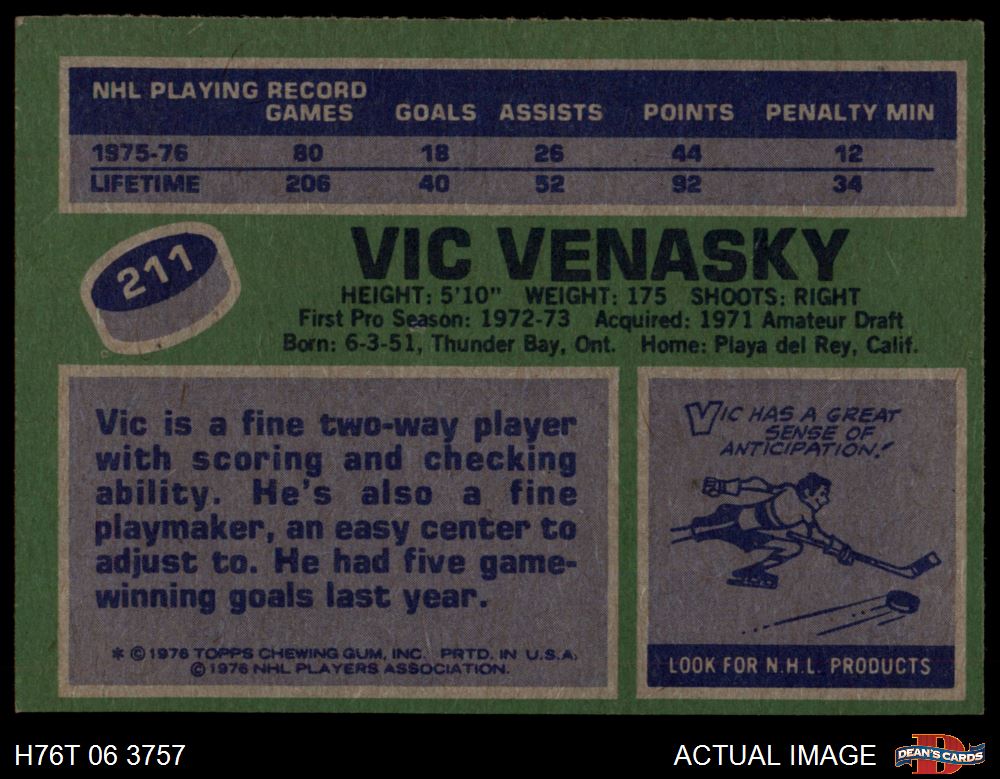 NHL PLAYING RECORD
GAMES GOALS ASSISTS POINTS PENALTY MIN
1975-76 80 18 26 44 12
LIFETIME 206 40 52 92 34
211
VIC VENASKY
HEIGHT: 5'10" WEIGHT: 175 SHOOTS: RIGHT
First Pro Season: 1972-73 Acquired: 1971 Amateur Draft
Born: 6-3-51, Thunder Bay, Ont. Home: Playa del Rey, Calif.
Vic is a fine two-way player
with scoring and checking
ability. He's also a fine
playmaker, an easy center to
adjust to. He had five game-
winning goals last year.
* © 1976 TOPPS CHEWING GUM, INC. PRTD. IN U.S.A.
© 1976 NHL PLAYERS ASSOCIATION.
VIC HAS A GREAT
SENSE OF
ANTICIPATION!
LOOK FOR N.H.L. PRODUCTS
H76T 06 3757
ACTUAL IMAGE
DEAN'S CARDS